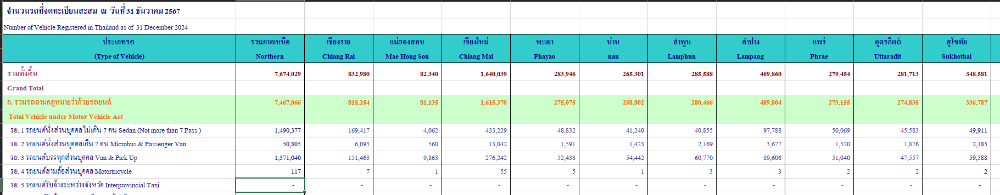 จำนวนรถที่จดทะเบียนสะสม ณ วันที่ 31 ธันวาคม 2567
Number of Vehicle Registered in Thailand as of 31 December 2024
ประเภทรถ รวมภาคเหนือ เชียงราย แม่ฮองสอน เชียงใหม่ พะเยา น่าน ลำพูน ลำปาง แพร่ อุตรดิตถ์ สุโขทัย
(Type of Vehicle) Northern Chiang Rai Mae Hong Son Chiang Mai Phayao nan Lamphun Lampang Phrae Uttaradit Sukhothai
รวมทั้งสิ้น 7,674,029 832,980 82,340 1,640,039 283,946 265,301 285,588 469,860 279,454 281,713 348,581
Grand Total
ก. รวมรถตามกฎหมายว่าด้วยรถยนต์ 7,467,066 815,254 81,135 1,615,370 275,075 258,802 280,466 459,804 273,155 274,835 336,787
Total Vehicle under Motor Vehicle Act
รย. 1 รถยนต์นั่งส่วนบุคคลไม่เกิน 7 คน Sedan (Not more than 7 Pass.) 1,490,377 169,417 4,062 433,229 48,832 41,240 40,855 97,788 50,069 45,583 49,911
รย. 2 รถยนต์นั่งส่วนบุคคลเกิน 7 คน Microbus & Passenger Van 50,805 6,095 560 13,042 1,591 1,423 2,169 3,677 1,520 1,876 2,185
รย. 3 รถยนต์บรรทุกส่วนบุคคล Van & Pick Up 1,371,040 151,463 9,863 276,242 52,433 54,442 60,770 89,606 51,040 47,557 59,588
รย. 4 รถยนต์สามล้อส่วนบุคคล Motortricycle 117 7 1 55 5 1 3 3 2 2 2
รย. 5 รถยนต์รับจ้างระหว่างจังหวัด Interprovincial Taxi - - - - - - - - - - -